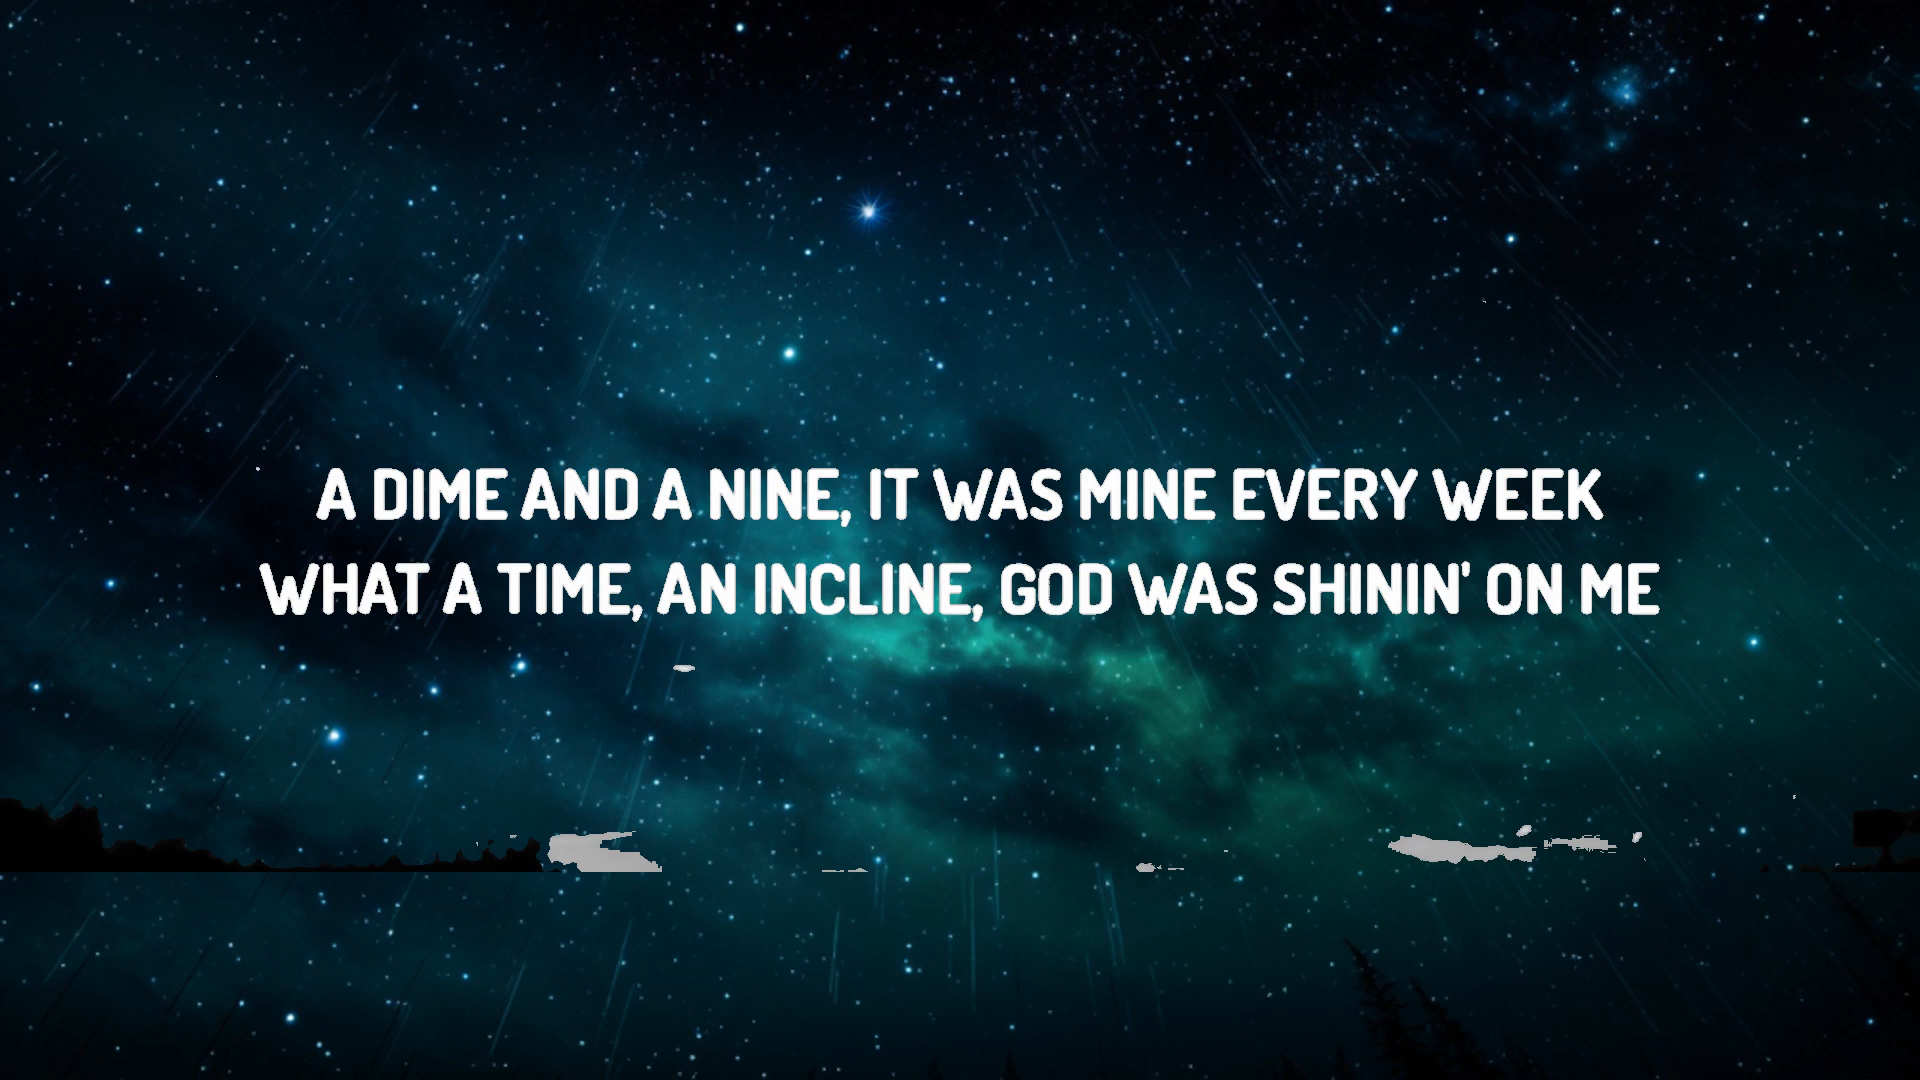 A DIME AND A NINE, IT WAS MINE EVERY WEEK
WHAT A TIME, AN INCLINE, GOD WAS SHININ' ON ME